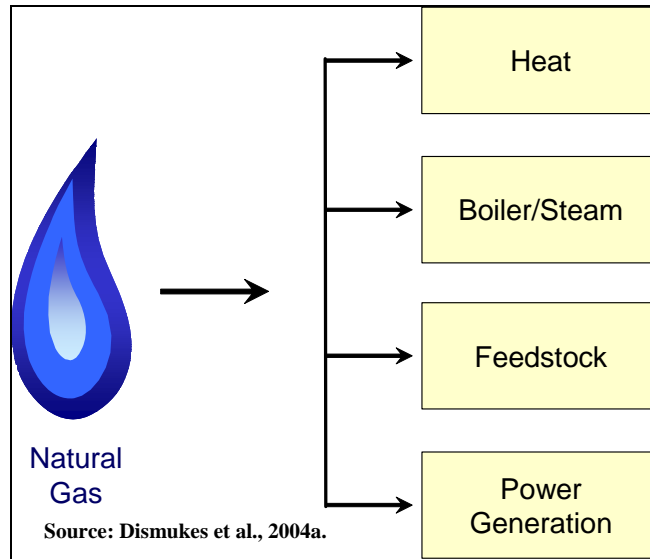 Heat
Boiler/Steam
Feedstock
Power
Generation
Natural
Gas
Source: Dismukes et al., 2004a.